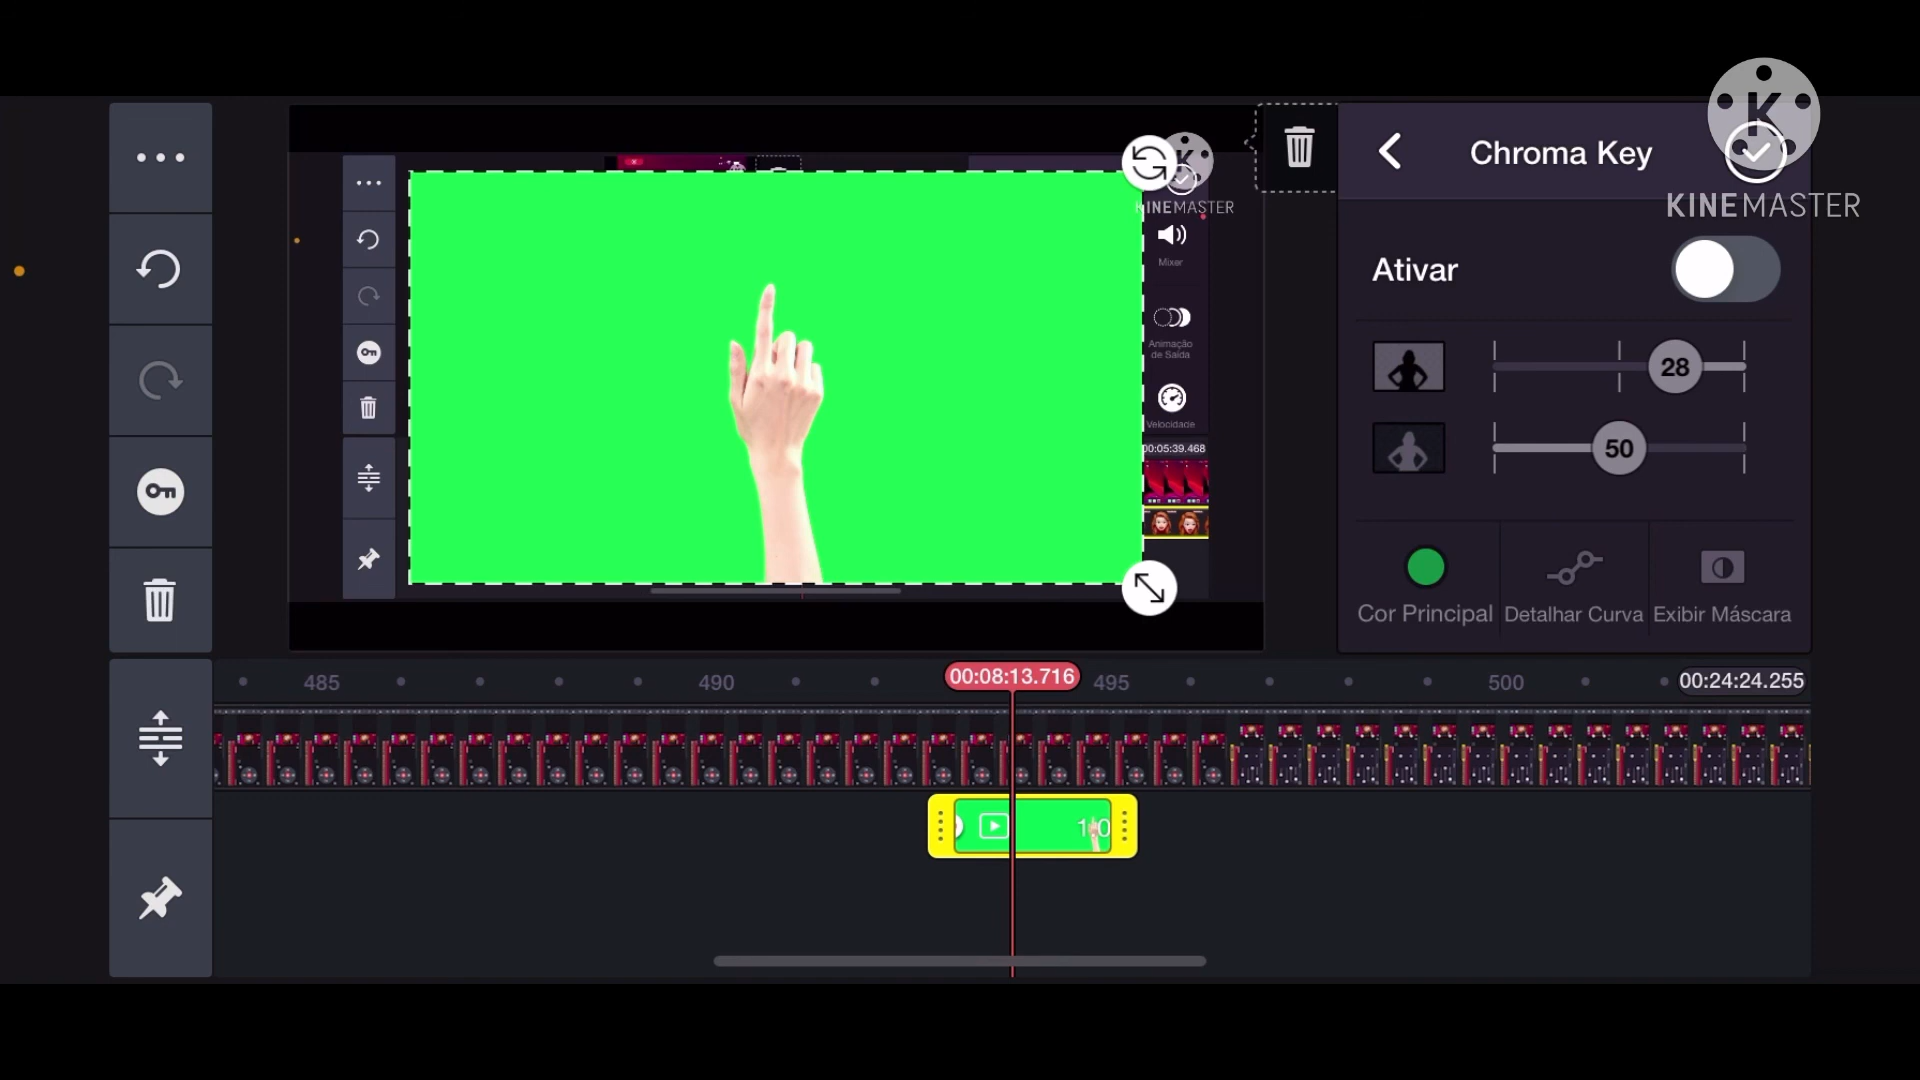 Chroma Key
KINEMASTER
Ativar
28
50
Cor Principal
Detalhar Curva
Exibir Máscara
KINEMASTER
Mixer
Animação
de Saída
Velocidade
00:05:39.468
485
490
00:08:13.716
495
500
00:24:24.255